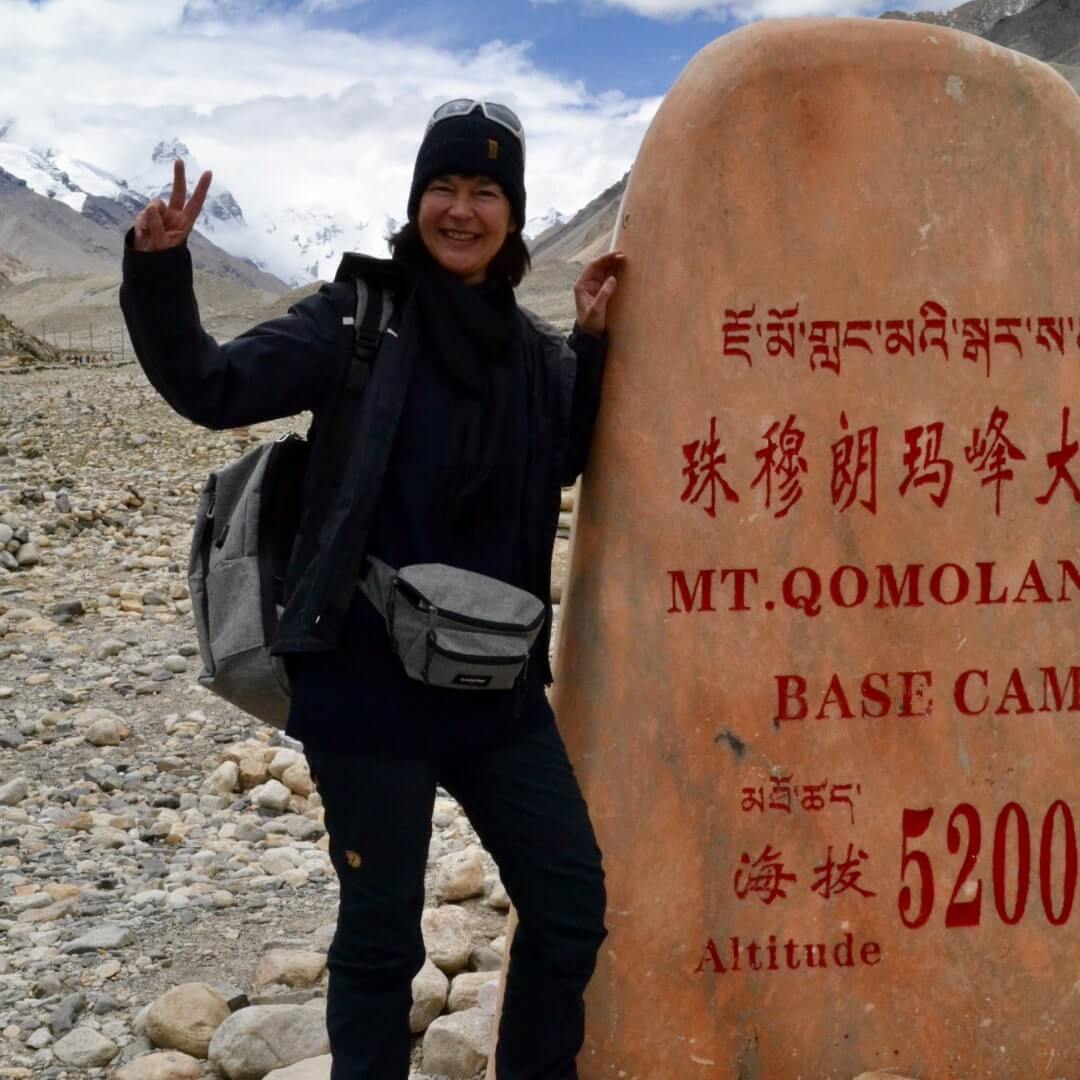 ཇོ་མོ་གླང་མའི་སྒར་ས་
珠穆朗玛峰大
MT.QOMOLAN
BASE CAM
མཐོ་ཚད་
海拔 5200
Altitude